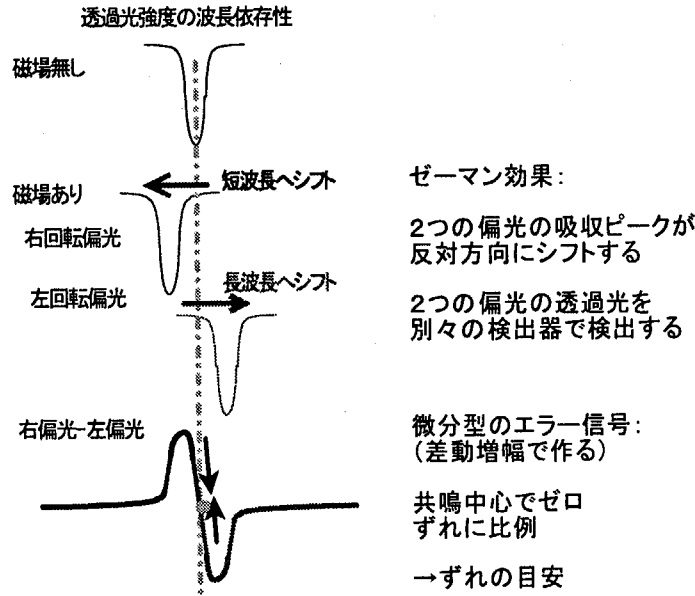 透過光強度の波長依存性
磁場無し
磁場あり
短波長へシフト
右回転偏光
左回転偏光
長波長へシフト
右偏光-左偏光
ゼーマン効果:
2つの偏光の吸収ピークが
反対方向にシフトする
2つの偏光の透過光を
別々の検出器で検出する
微分型のエラー信号:
(差動増幅で作る)
共鳴中心でゼロ
ずれに比例
→ずれの目安